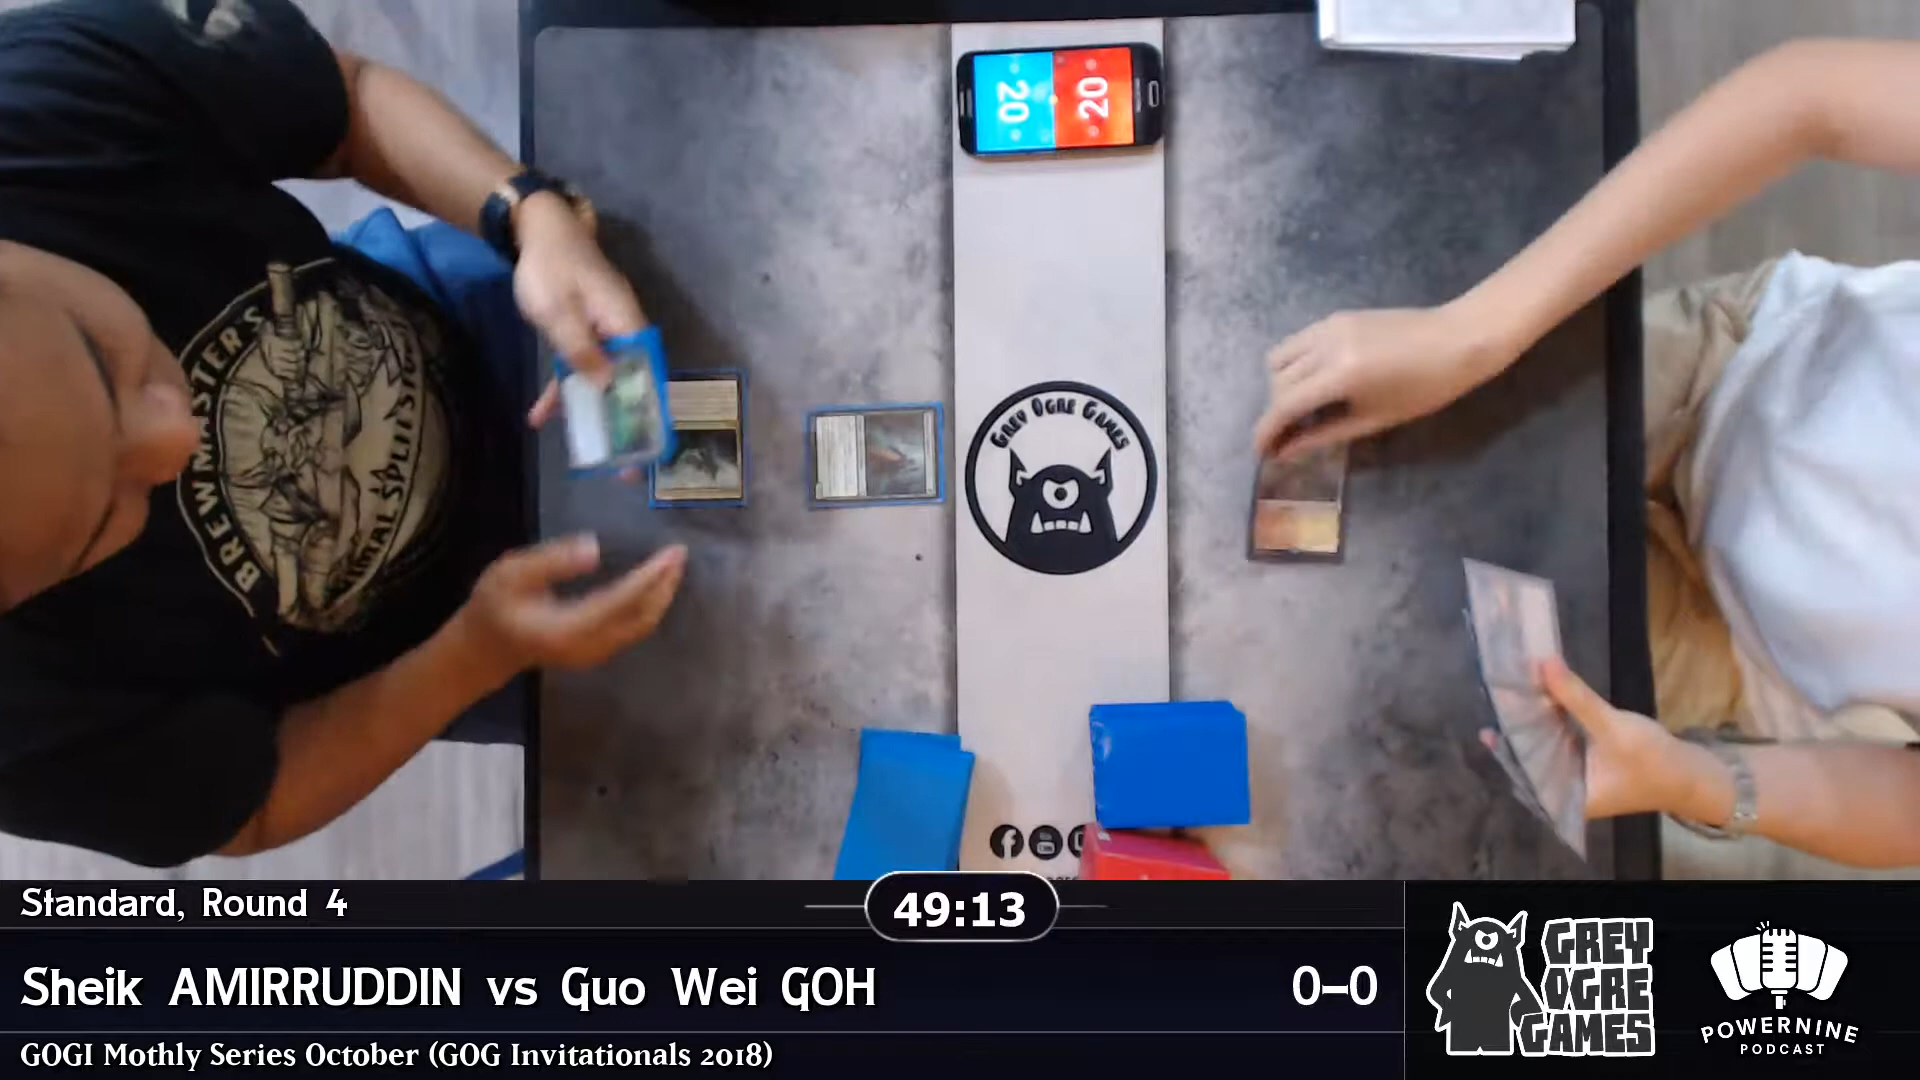 20
20
BREWMASTERS
GREY OGRE GAMES
Standard, Round 4
49:13
Sheik AMIRRUDDIN vs Guo Wei GOH
0–0
GOGI Mothly Series October (GOG Invitationals 2018)
GREY
OGRE
GAMES
POWERNINE
PODCAST